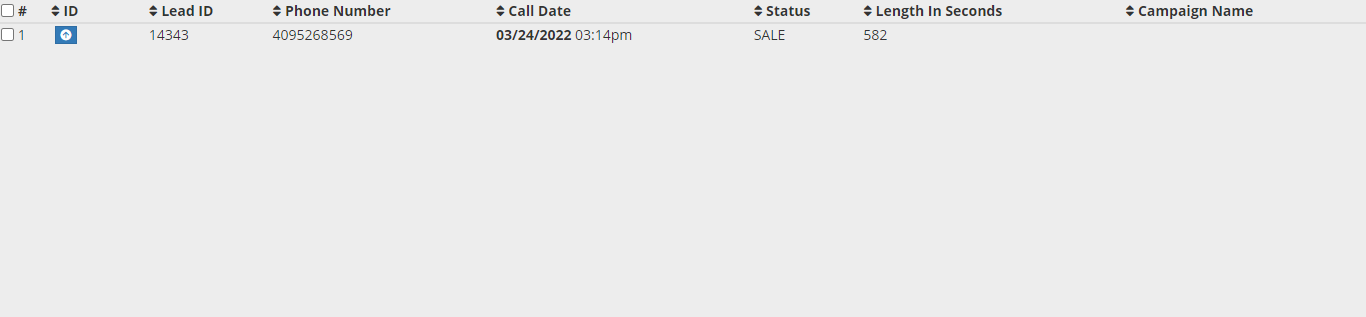 # ID Lead ID Phone Number Call Date Status Length In Seconds Campaign Name
1 14343 4095268569 03/24/2022 03:14pm SALE 582